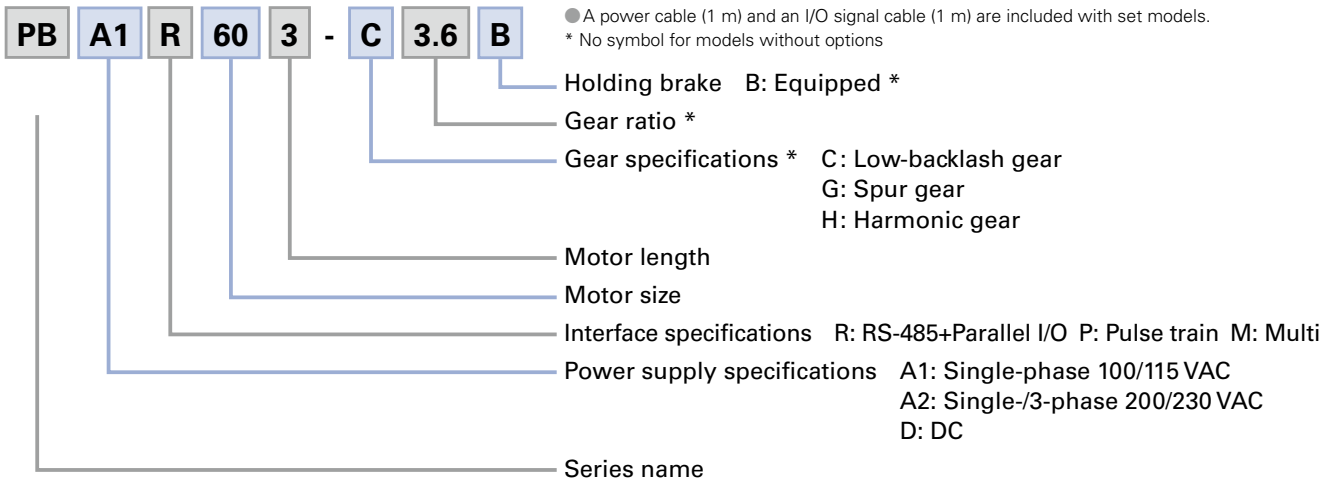 PB A1 R 60 3 - C 3.6 B
●A power cable (1 m) and an I/O signal cable (1 m) are included with set models.
* No symbol for models without options
Holding brake B: Equipped *
Gear ratio *
Gear specifications * C: Low-backlash gear
G: Spur gear
H: Harmonic gear
Motor length
Motor size
Interface specifications R: RS-485+Parallel I/O P: Pulse train M: Multi
Power supply specifications A1: Single-phase 100/115 VAC
A2: Single-/3-phase 200/230 VAC
D: DC
Series name